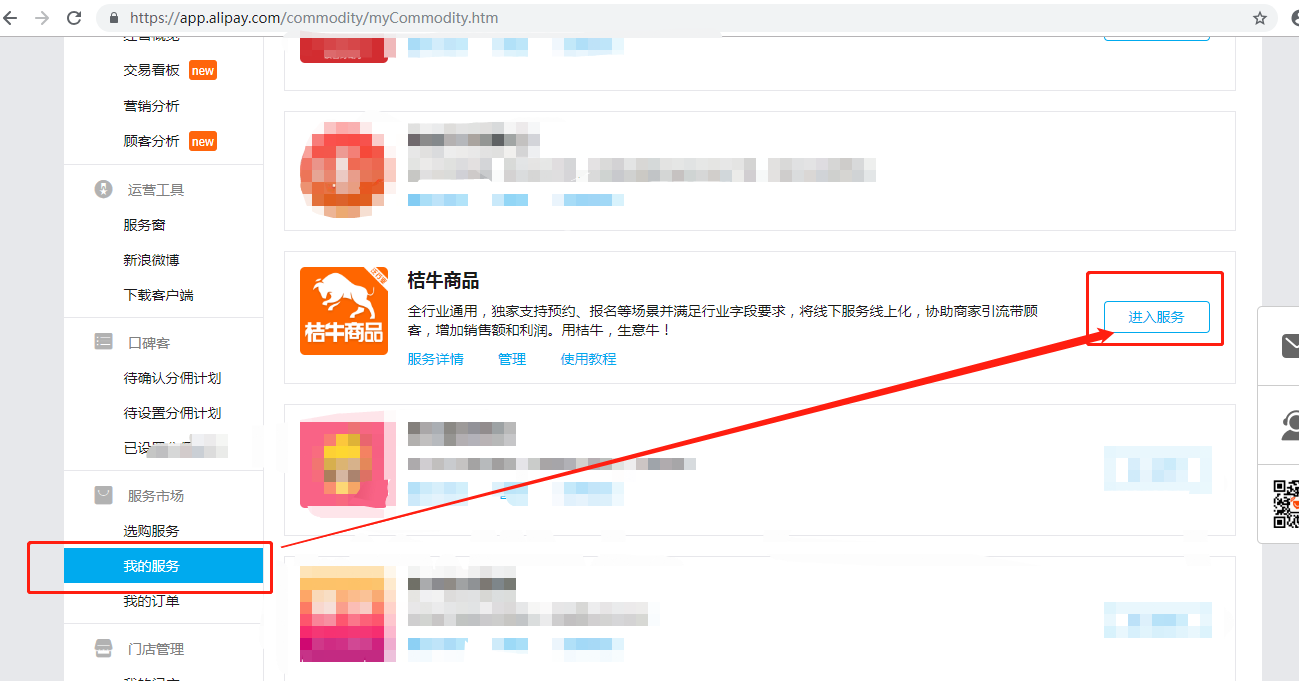 https://app.alipay.com/commodity/myCommodity.htm
交易看板 new
营销分析
顾客分析 new
运营工具
服务窗
新浪微博
下载客户端
口碑客
待确认分佣计划
待设置分佣计划
已设
服务市场
选购服务
我的服务
我的订单
门店管理
桔牛商品
桔牛商品
全行业通用，独家支持预约、报名等场景并满足行业字段要求，将线下服务线上化，协助商家引流带顾
客，增加销售额和利润。用桔牛，生意牛！
服务详情 管理 使用教程
进入服务